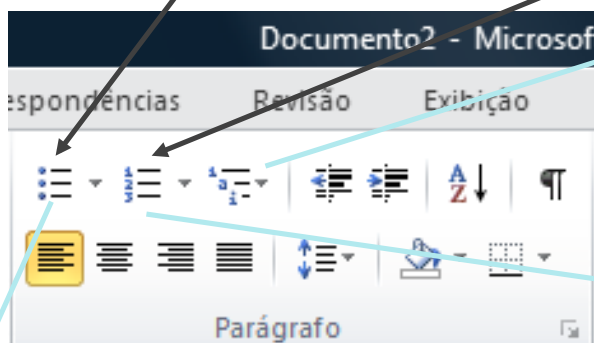 Documento2 - Microsof
espondências Revisão Exibição
Parágrafo